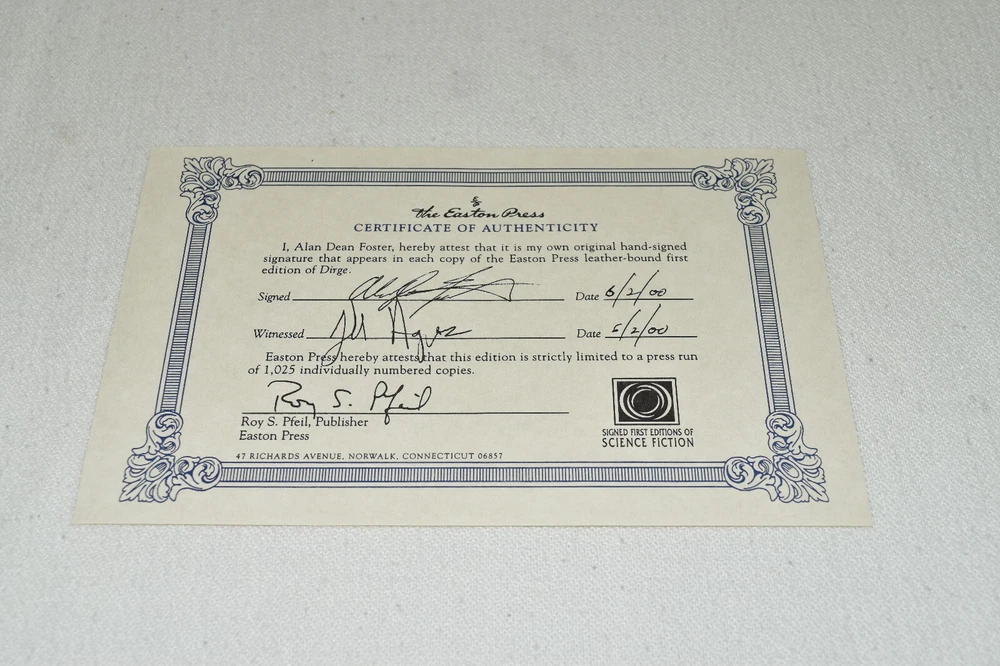 The Easton Press
CERTIFICATE OF AUTHENTICITY
I, Alan Dean Foster, hereby attest that it is my own original hand-signed
signature that appears in each copy of the Easton Press leather-bound first
edition of Dirge.
Signed Date 6/2/00
Witnessed Date 6/2/00
Easton Press hereby attests that this edition is strictly limited to a press run
of 1,025 individually numbered copies.
Roy S. Pfeil
Roy S. Pfeil, Publisher
Easton Press
SIGNED FIRST EDITIONS OF
SCIENCE FICTION
47 RICHARDS AVENUE, NORWALK, CONNECTICUT 06857